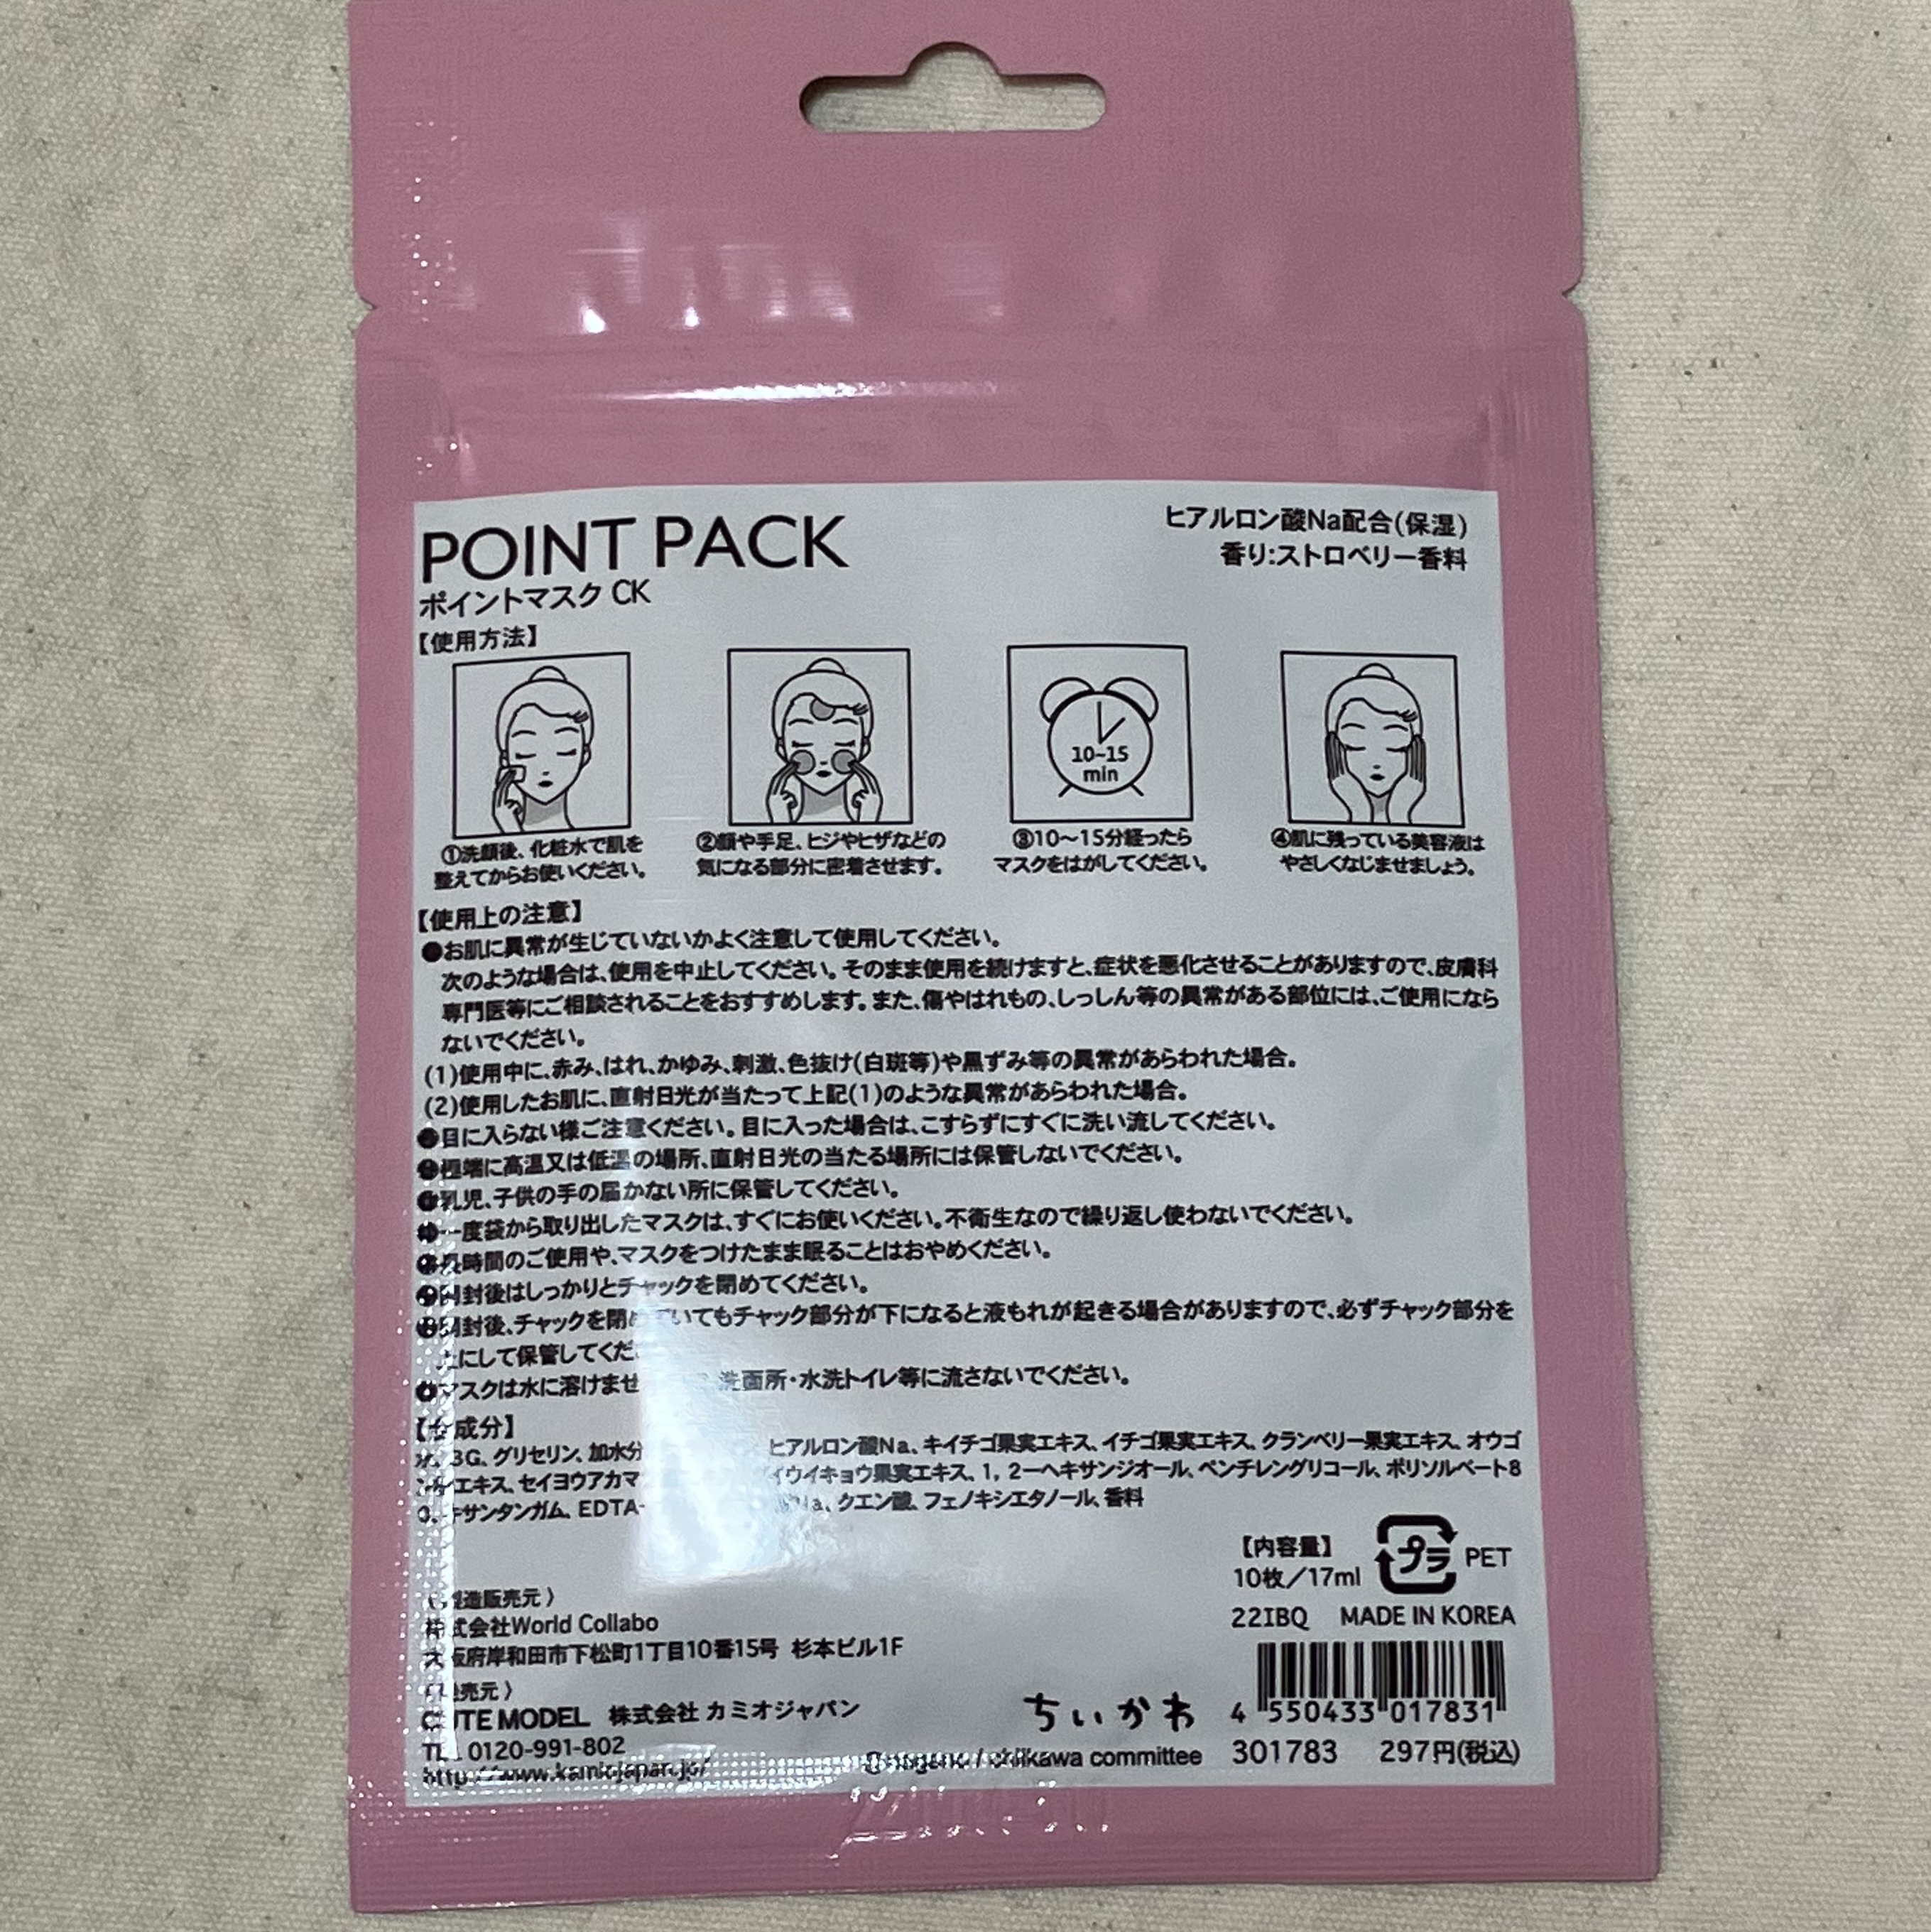 POINT PACK
ポイントマスク CK
ヒアルロン酸Na配合(保湿)
香り:ストロベリー香料
【使用方法】
10~15
min
①洗顔後、化粧水で肌を
整えてからお使いください。
②顔や手足、ヒジやヒザなどの
気になる部分に密着させます。
③10〜15分経ったら
マスクをはがしてください。
④肌に残っている美容液は
やさしくなじませましょう。
【使用上の注意】
●お肌に異常が生じていないかよく注意して使用してください。
次のような場合は、使用を中止してください。そのまま使用を続けますと、症状を悪化させることがありますので、皮膚科
専門医等にご相談されることをおすすめします。また、傷やはれもの、しっしん等の異常がある部位には、ご使用になら
ないでください。
(1)使用中に、赤み、はれ、かゆみ、刺激、色抜け(白斑等)や黒ずみ等の異常があらわれた場合。
(2)使用したお肌に、直射日光が当たって上記(1)のような異常があらわれた場合。
●目に入らない様ご注意ください。目に入った場合は、こすらずにすぐに洗い流してください。
●極端に高温又は低温の場所、直射日光の当たる場所には保管しないでください。
●乳児、子供の手の届かない所に保管してください。
●一度袋から取り出したマスクは、すぐにお使いください。不衛生なので繰り返し使わないでください。
●長時間のご使用や、マスクをつけたまま眠ることはおやめください。
●開封後はしっかりとチャックを閉めてください。
●開封後、チャックを閉めていてもチャック部分が下になると液もれが起きる場合がありますので、必ずチャック部分を
上にして保管してくだ
●マスクは水に溶けませ 洗面所・水洗トイレ等に流さないでください。
【全成分】
水、BG、グリセリン、加水分 ヒアルロン酸Na、キイチゴ果実エキス、イチゴ果実エキス、クランベリー果実エキス、オウゴ
エキス、セイヨウアカマ イウイキョウ果実エキス、1,2ーヘキサンジオール、ペンチレングリコール、ポリソルベート8
0、キサンタンガム、EDTA- 酸Na、クエン酸、フェノキシエタノール、香料
【内容量】
10枚/17ml
プラ PET
22IBQ MADE IN KOREA
〈製造販売元〉
株式会社World Collabo
大阪府岸和田市下松町1丁目10番15号 杉本ビル1F
〈発売元〉
CUTE MODEL 株式会社 カミオジャパン
TEL 0120-991-802
http://www.kamiojapan.jp/
ちいかわ
©nagano / chiikawa committee
4 550433 017831
301783 297円(税込)